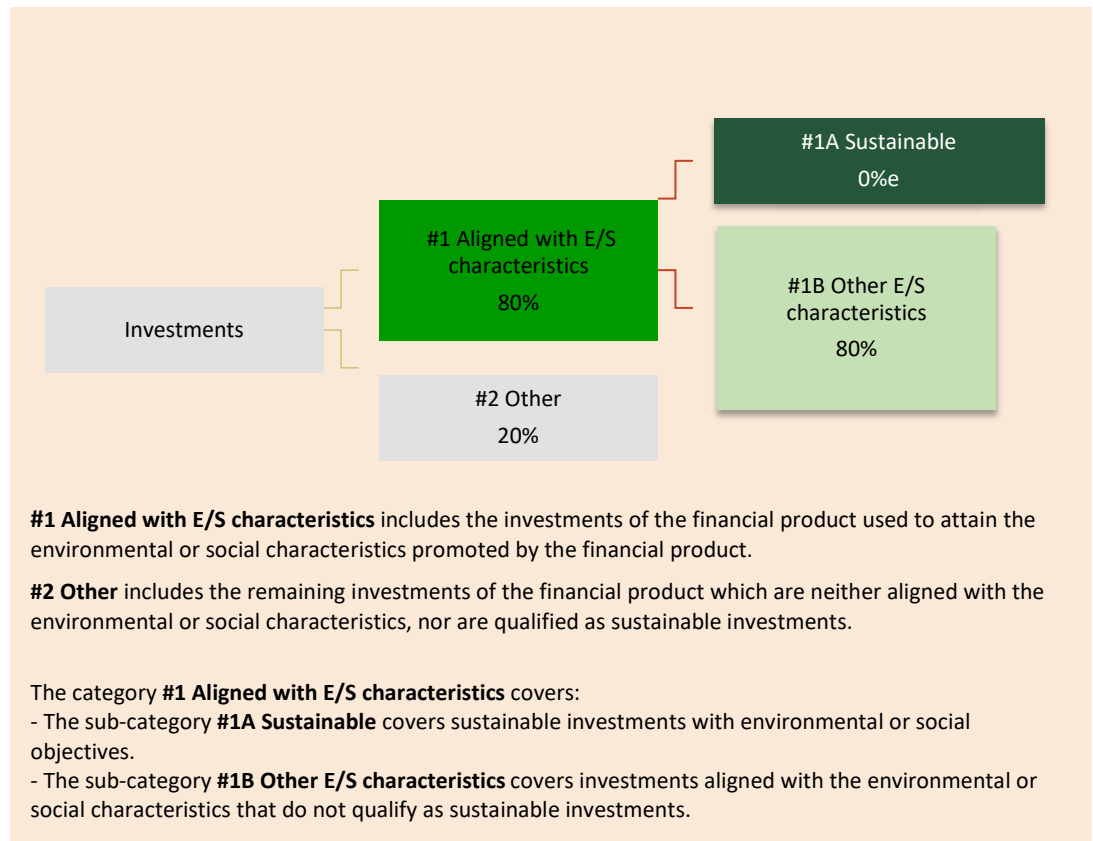 #1A Sustainable
0%e
#1 Aligned with E/S
characteristics
80%
#1B Other E/S
characteristics
80%
Investments
#2 Other
20%
#1 Aligned with E/S characteristics includes the investments of the financial product used to attain the
environmental or social characteristics promoted by the financial product.
#2 Other includes the remaining investments of the financial product which are neither aligned with the
environmental or social characteristics, nor are qualified as sustainable investments.
The category #1 Aligned with E/S characteristics covers:
- The sub-category #1A Sustainable covers sustainable investments with environmental or social
objectives.
- The sub-category #1B Other E/S characteristics covers investments aligned with the environmental or
social characteristics that do not qualify as sustainable investments.